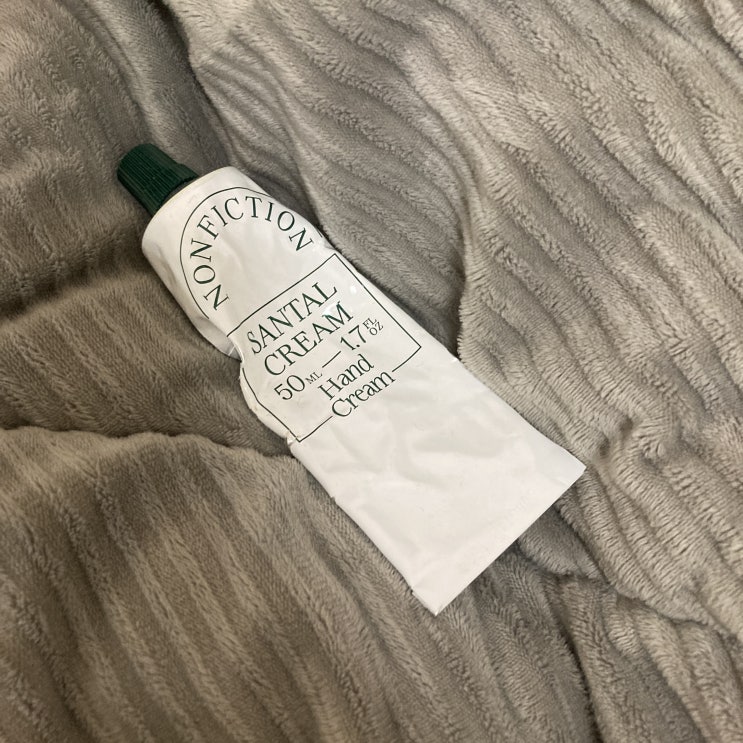 NONFICTION
SANTAL
CREAM
50 ML — 1.7 FL OZ
Hand
Cream